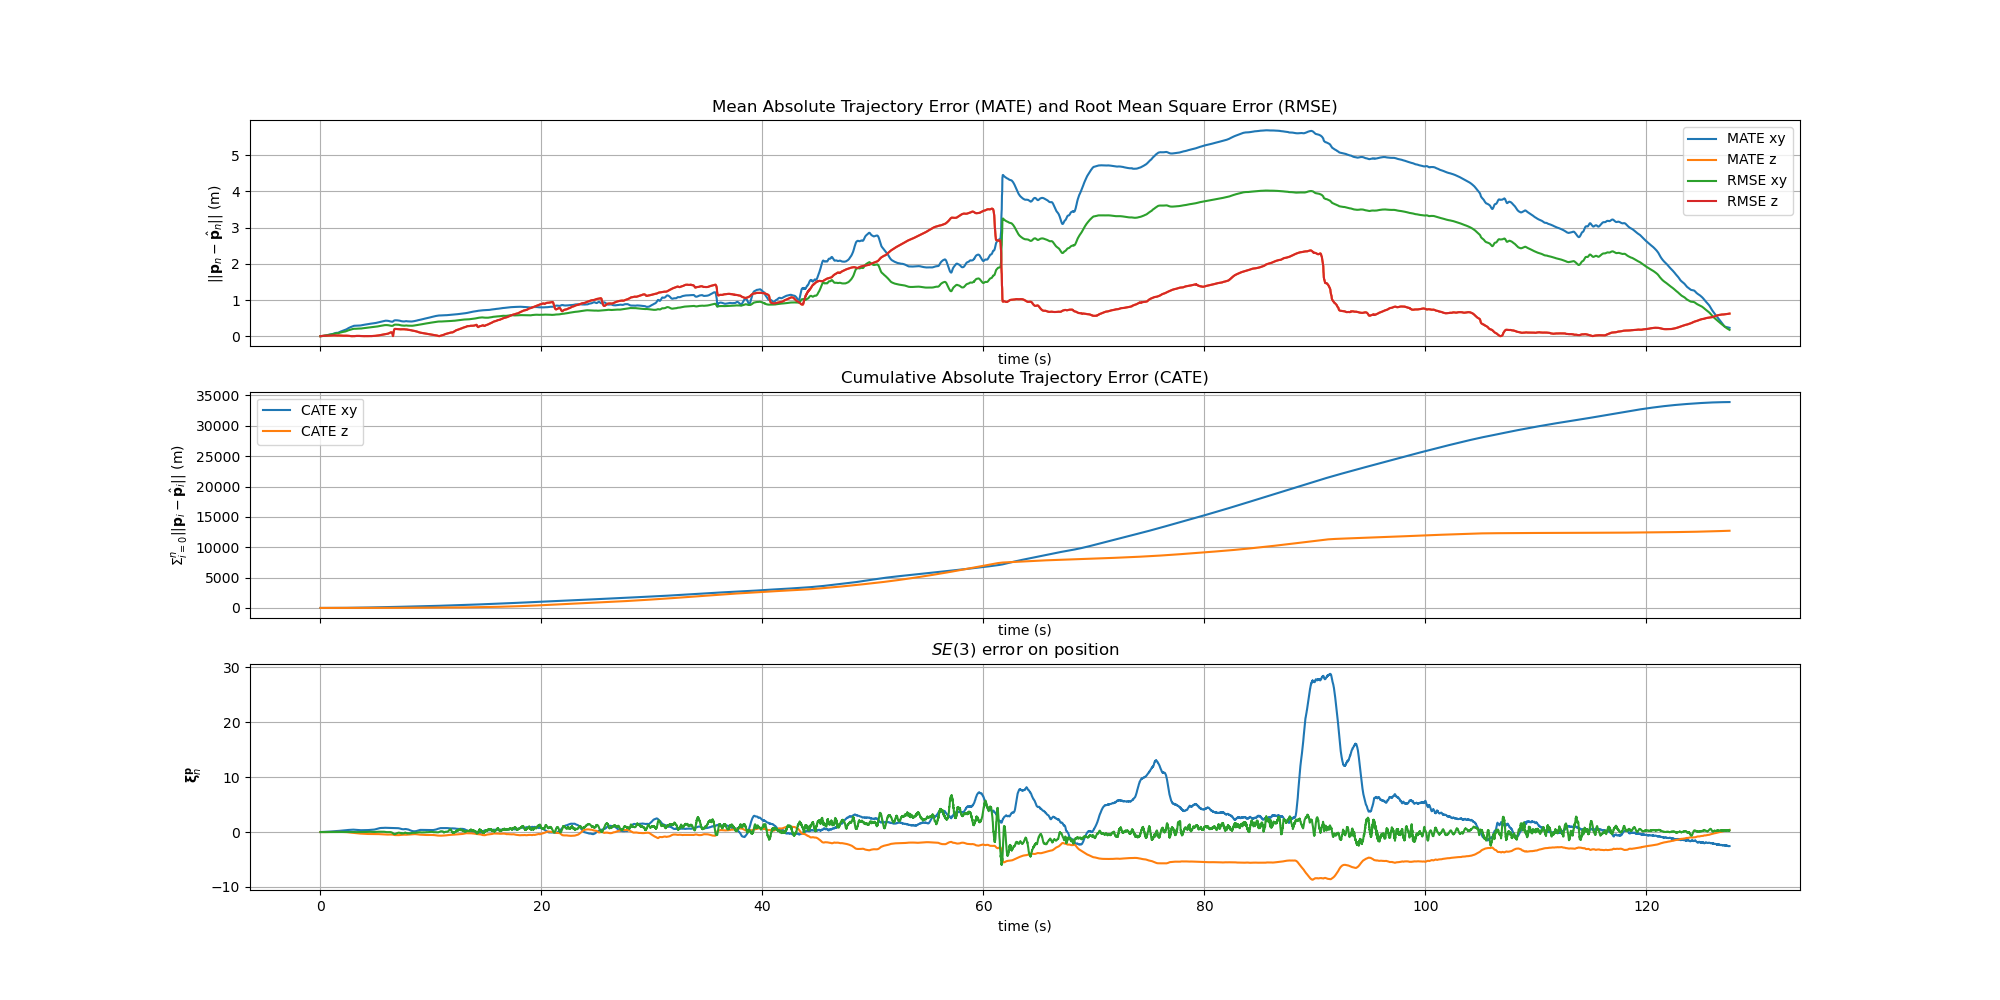 Mean Absolute Trajectory Error (MATE) and Root Mean Square Error (RMSE)
||𝐩ₙ − 𝐩̂ₙ|| (m)
5
4
3
2
1
0
MATE xy
MATE z
RMSE xy
RMSE z
time (s)
Cumulative Absolute Trajectory Error (CATE)
Σⁿᵢ₌₀||𝐩ᵢ − 𝐩̂ᵢ|| (m)
35000
30000
25000
20000
15000
10000
5000
0
CATE xy
CATE z
time (s)
SE(3) error on position
𝛏ₙᵖ
30
20
10
0
−10
0 20 40 60 80 100 120
time (s)